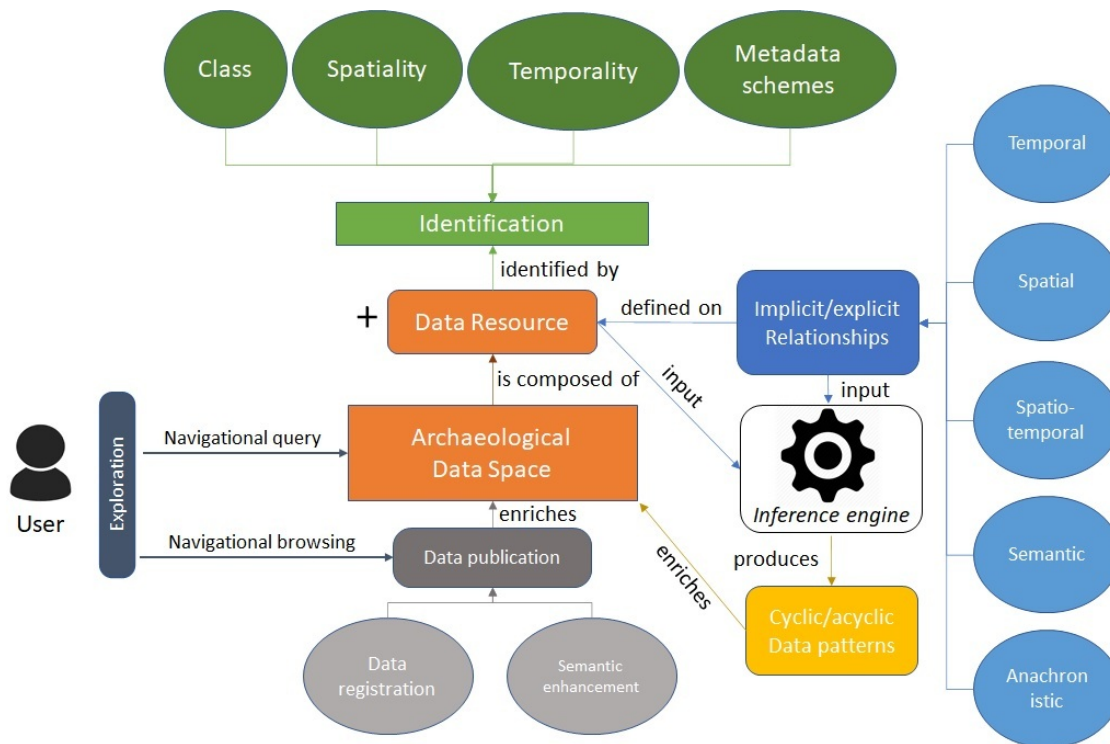 Class
Spatiality
Temporality
Metadata
schemes
Temporal
Identification
identified by
Spatial
+
Data Resource
defined on
Implicit/explicit
Relationships
is composed of
input
input
Spatio-
temporal
Exploration
Navigational query
Archaeological
Data Space
User
Inference engine
enriches
Navigational browsing
Data publication
enriches
produces
Semantic
Cyclic/acyclic
Data patterns
Data
registration
Semantic
enhancement
Anachron
istic